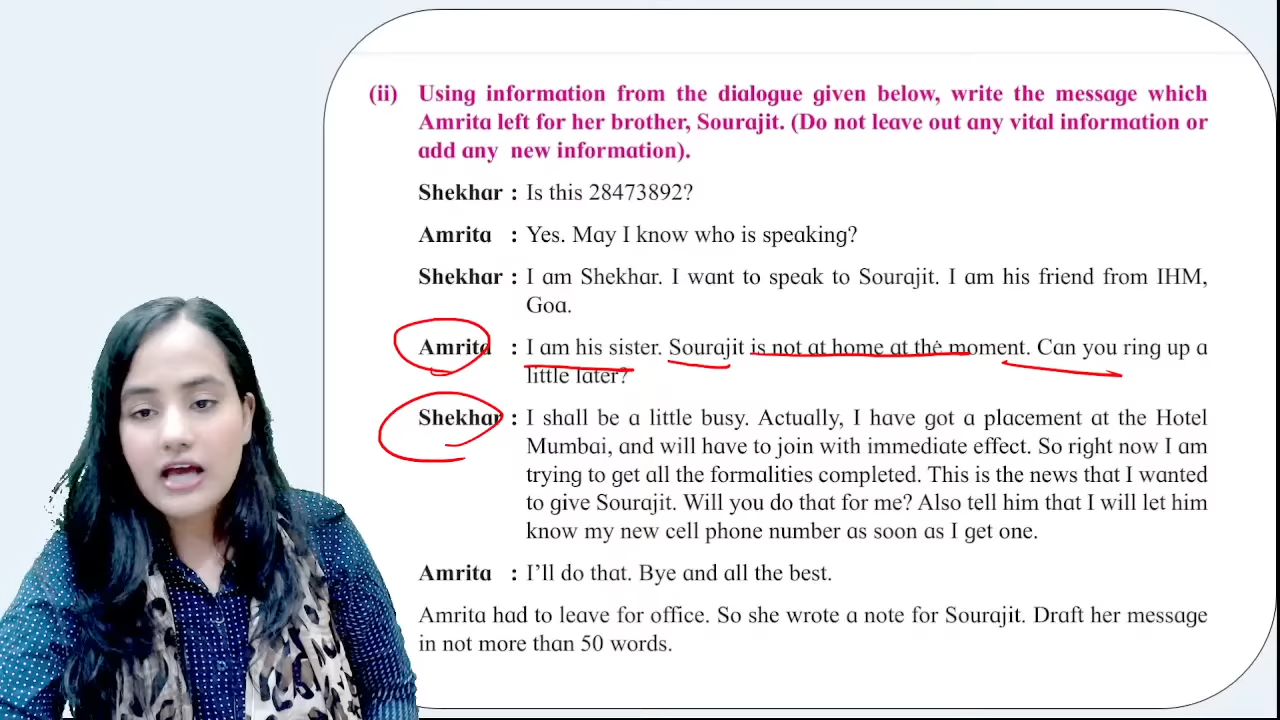 (ii) Using information from the dialogue given below, write the message which
Amrita left for her brother, Sourajit. (Do not leave out any vital information or
add any new information).
Shekhar : Is this 28473892?
Amrita : Yes. May I know who is speaking?
Shekhar : I am Shekhar. I want to speak to Sourajit. I am his friend from IHM,
Goa.
Amrita : I am his sister. Sourajit is not at home at the moment. Can you ring up a
little later?
Shekhar : I shall be a little busy. Actually, I have got a placement at the Hotel
Mumbai, and will have to join with immediate effect. So right now I am
trying to get all the formalities completed. This is the news that I wanted
to give Sourajit. Will you do that for me? Also tell him that I will let him
know my new cell phone number as soon as I get one.
Amrita : I'll do that. Bye and all the best.
Amrita had to leave for office. So she wrote a note for Sourajit. Draft her message
in not more than 50 words.